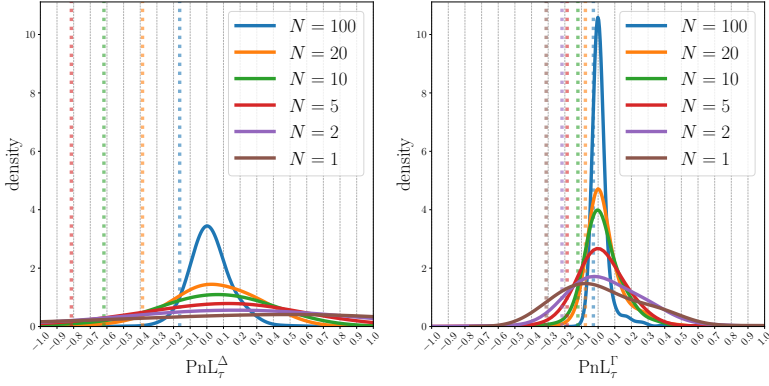 density
10
8
6
4
2
0
N = 100
N = 20
N = 10
N = 5
N = 2
N = 1
-1.0 -0.9 -0.8 -0.7 -0.6 -0.5 -0.4 -0.3 -0.2 -0.1 0.0 0.1 0.2 0.3 0.4 0.5 0.6 0.7 0.8 0.9 1.0
PnL_τ^Δ
density
10
8
6
4
2
0
N = 100
N = 20
N = 10
N = 5
N = 2
N = 1
-1.0 -0.9 -0.8 -0.7 -0.6 -0.5 -0.4 -0.3 -0.2 -0.1 0.0 0.1 0.2 0.3 0.4 0.5 0.6 0.7 0.8 0.9 1.0
PnL_τ^Γ